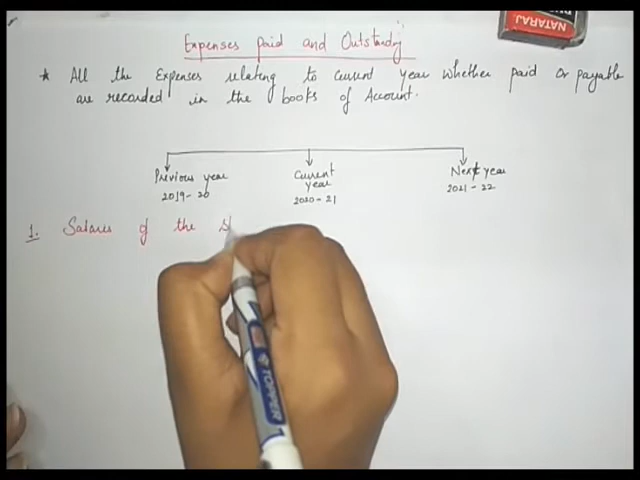 NATARAJ
Expenses paid and Outstandg
* All the Expenses relating to current year whether paid or payable
are recorded in the books of Account.
Previous year Current year Next year
2019-20 2020-21 2021-22
1. Salaries of the S
TOPPER